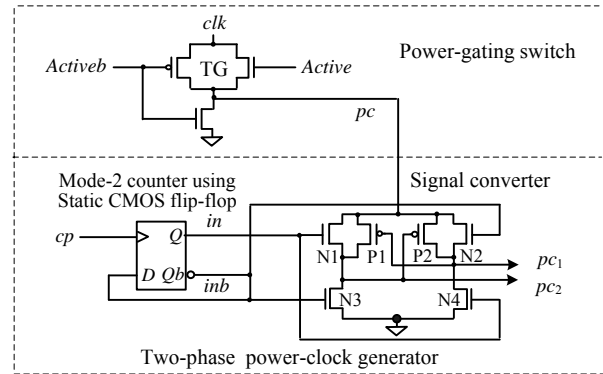 clk
Power-gating switch
Activeb
TG
Active
pc
Mode-2 counter using
Static CMOS flip-flop
Signal converter
in
cp
Q
N1
P1
P2
N2
pc1
D
Qb
pc2
inb
N3
N4
Two-phase power-clock generator